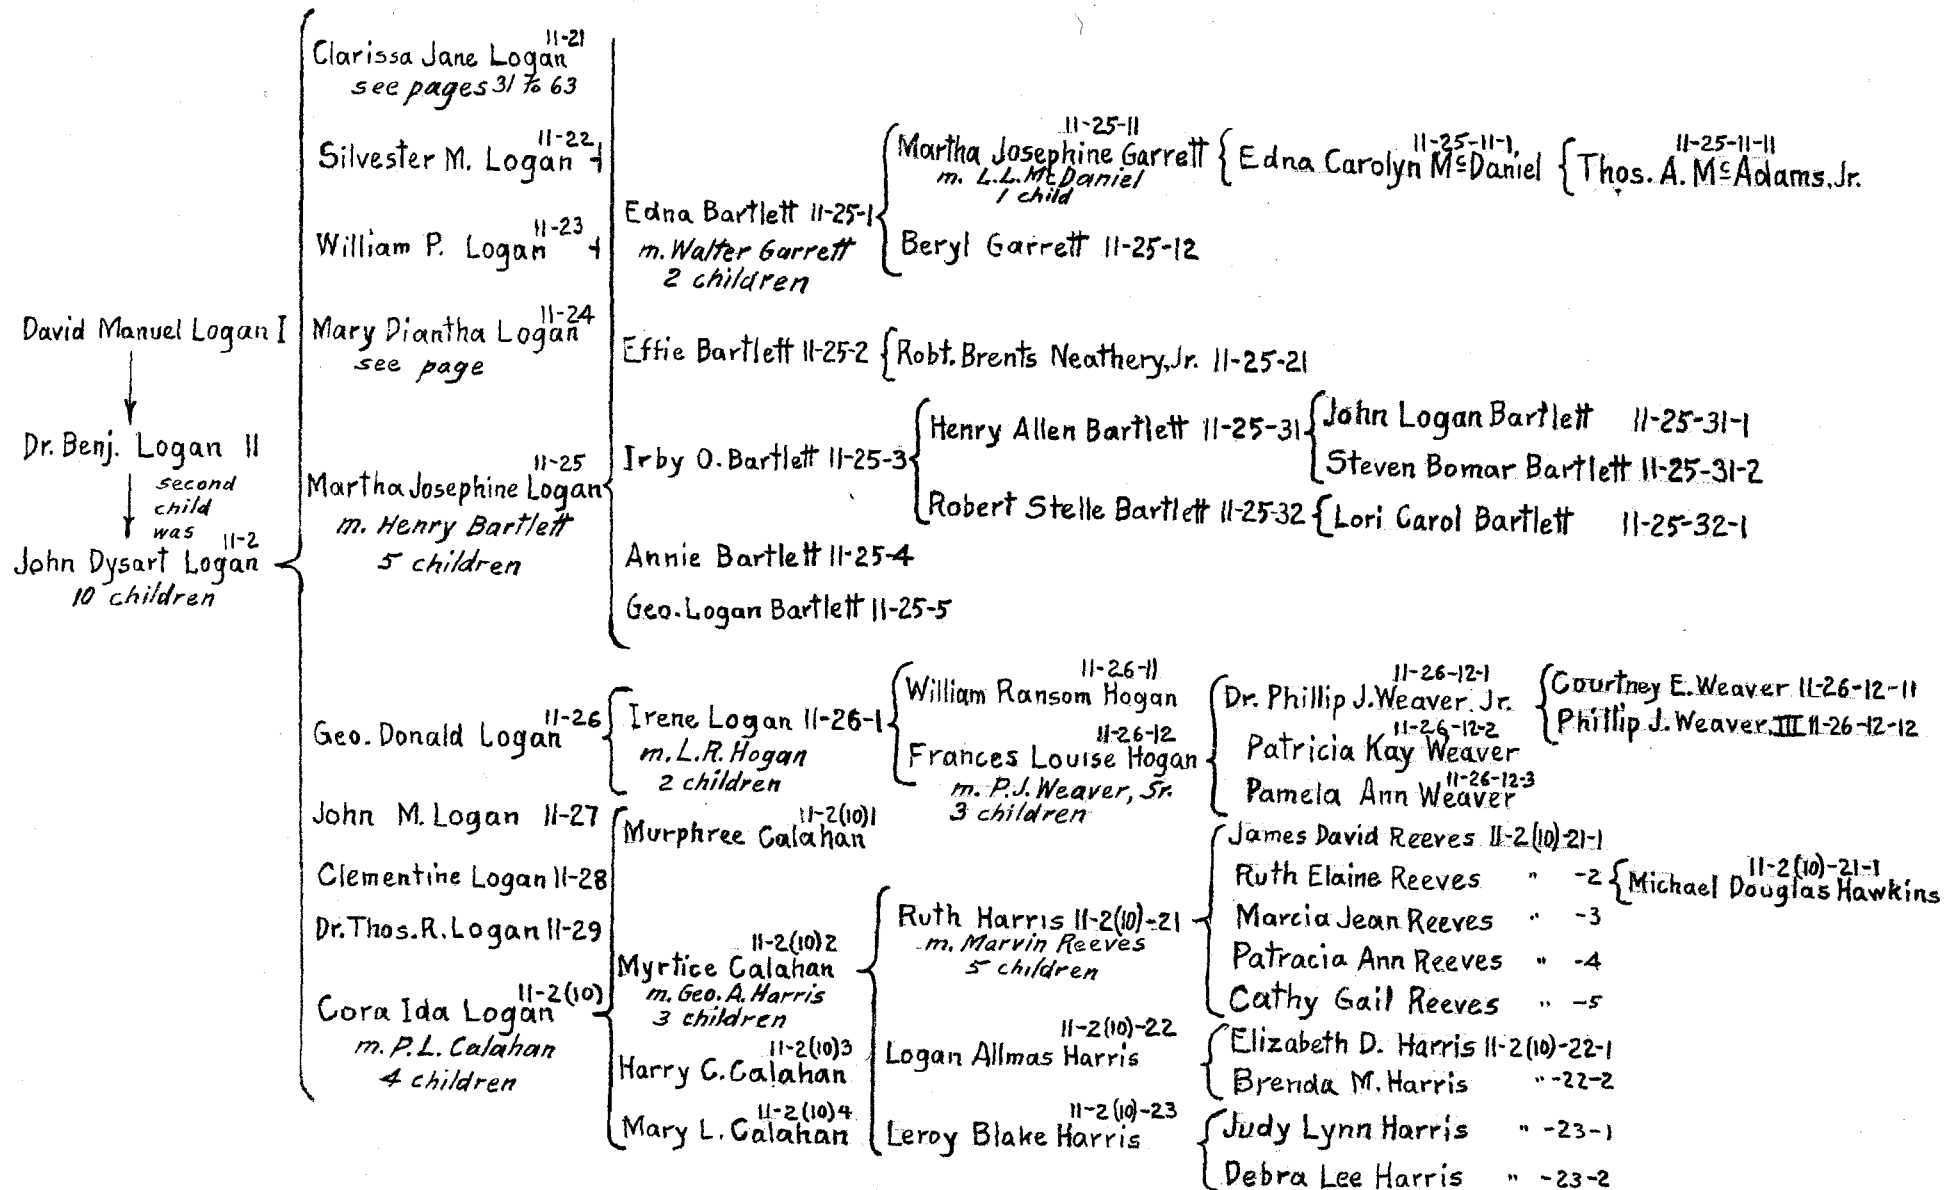 David Manuel Logan I
Dr. Benj. Logan 11
second
child
was
11-2
John Dysart Logan
10 children
11-21
Clarissa Jane Logan
see pages 31 to 63
11-22
Silvester M. Logan
11-23
William P. Logan
11-24
Mary Diantha Logan
see page
11-25
Martha Josephine Logan
m. Henry Bartlett
5 children
11-26
Geo. Donald Logan
John M. Logan 11-27
Clementine Logan 11-28
Dr. Thos. R. Logan 11-29
11-2(10)
Cora Ida Logan
m. P.L. Calahan
4 children
Edna Bartlett 11-25-1
m. Walter Garrett
2 children
Effie Bartlett 11-25-2
Irby O. Bartlett 11-25-3
Annie Bartlett 11-25-4
Geo. Logan Bartlett 11-25-5
Irene Logan 11-26-1
m. L.R. Hogan
2 children
11-2(10)1
Murphree Calahan
11-2(10)2
Myrtice Calahan
m. Geo. A. Harris
3 children
11-2(10)3
Harry C. Calahan
11-2(10)4
Mary L. Calahan
11-25-11
Martha Josephine Garrett
m. L.L. McDaniel
1 child
Beryl Garrett 11-25-12
Robt. Brents Neathery, Jr. 11-25-21
Henry Allen Bartlett 11-25-31
Robert Stelle Bartlett 11-25-32
11-26-11
William Ransom Hogan
11-26-12
Frances Louise Hogan
m. P.J. Weaver, Sr.
3 children
Ruth Harris 11-2(10)-21
m. Marvin Reeves
5 children
11-2(10)-22
Logan Allmas Harris
11-2(10)-23
Leroy Blake Harris
11-25-11-1
Edna Carolyn McDaniel
John Logan Bartlett 11-25-31-1
Steven Bomar Bartlett 11-25-31-2
Lori Carol Bartlett 11-25-32-1
11-26-12-1
Dr. Phillip J. Weaver, Jr.
11-26-12-2
Patricia Kay Weaver
11-26-12-3
Pamela Ann Weaver
James David Reeves 11-2(10)-21-1
Ruth Elaine Reeves " -2
Marcia Jean Reeves " -3
Patracia Ann Reeves " -4
Cathy Gail Reeves " -5
Elizabeth D. Harris 11-2(10)-22-1
Brenda M. Harris " -22-2
Judy Lynn Harris " -23-1
Debra Lee Harris " -23-2
11-25-11-11
Thos. A. McAdams, Jr.
Courtney E. Weaver 11-26-12-11
Phillip J. Weaver, III 11-26-12-12
11-2(10)-21-1
Michael Douglas Hawkins